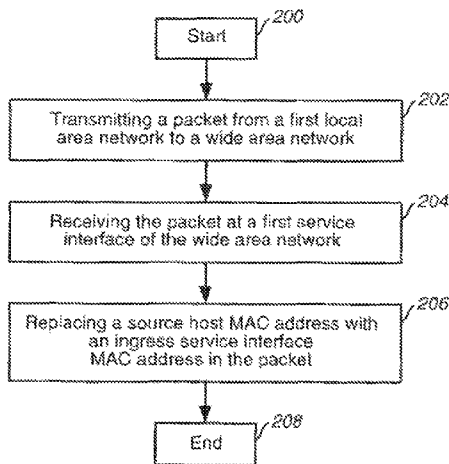 200
Start
202
Transmitting a packet from a first local
area network to a wide area network
204
Receiving the packet at a first service
interface of the wide area network
206
Replacing a source host MAC address with
an ingress service interface
MAC address in the packet
208
End